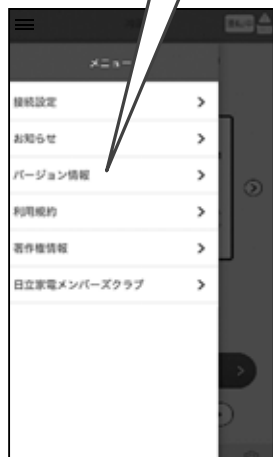 メニュー
接続設定
お知らせ
バージョン情報
利用規約
著作権情報
日立家電メンバーズクラブ